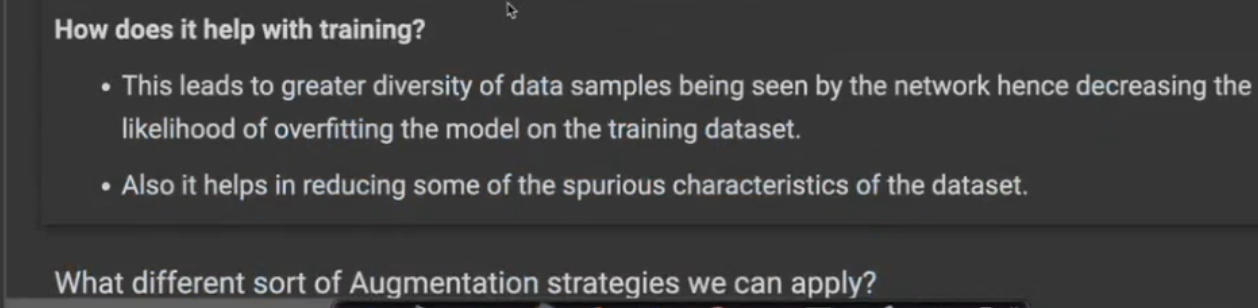 How does it help with training?
• This leads to greater diversity of data samples being seen by the network hence decreasing the
likelihood of overfitting the model on the training dataset.
• Also it helps in reducing some of the spurious characteristics of the dataset.
What different sort of Augmentation strategies we can apply?